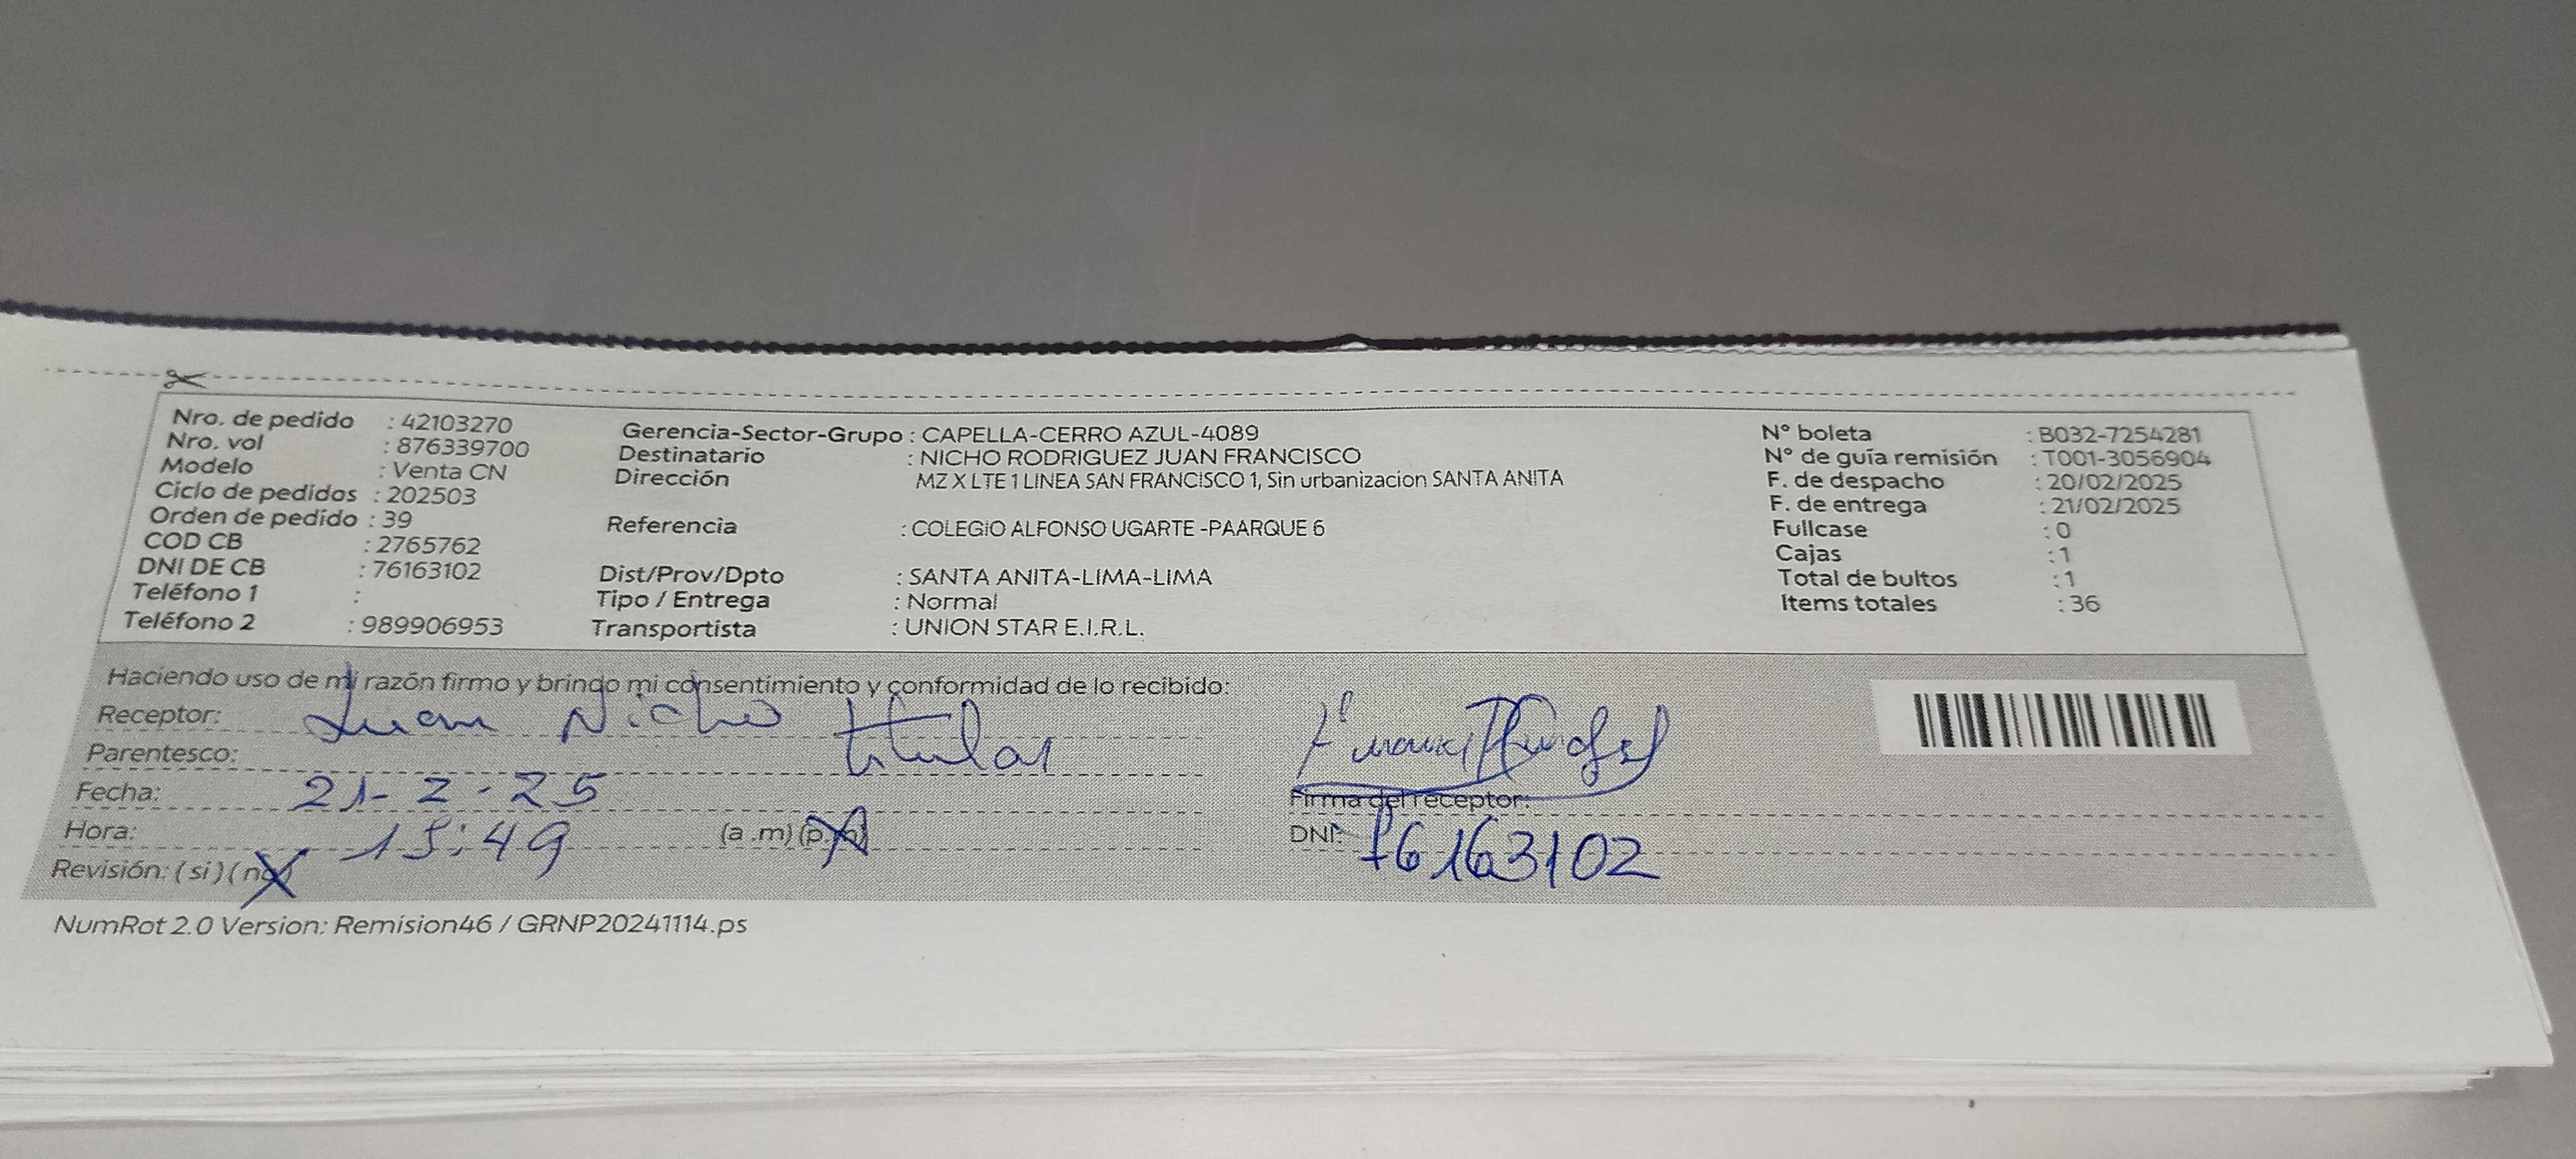 Nro. de pedido : 42103270
Nro. vol : 876339700
Modelo : Venta CN
Ciclo de pedidos : 202503
Orden de pedido : 39
COD CB : 2765762
DNI DE CB : 76163102
Teléfono 1 :
Teléfono 2 : 989906953
Gerencia-Sector-Grupo : CAPELLA-CERRO AZUL-4089
Destinatario : NICHO RODRIGUEZ JUAN FRANCISCO
Dirección MZ X LTE 1 LINEA SAN FRANCISCO 1, Sin urbanizacion SANTA ANITA
Referencia : COLEGIO ALFONSO UGARTE -PAARQUE 6
Dist/Prov/Dpto : SANTA ANITA-LIMA-LIMA
Tipo / Entrega : Normal
Transportista : UNION STAR E.I.R.L.
N° boleta : B032-7254281
N° de guía remisión : T001-3056904
F. de despacho : 20/02/2025
F. de entrega : 21/02/2025
Fullcase : 0
Cajas : 1
Total de bultos : 1
Items totales : 36
Haciendo uso de mi razón firmo y brindo mi consentimiento y conformidad de lo recibido:
Receptor: Juan Nicho
Parentesco: titular
Fecha: 21-2-25
Hora: 15:49 (a .m) (p.m)
Revisión: ( si ) ( no )
Firma del receptor:
DNI: 76163102
NumRot 2.0 Version: Remision46 / GRNP20241114.ps